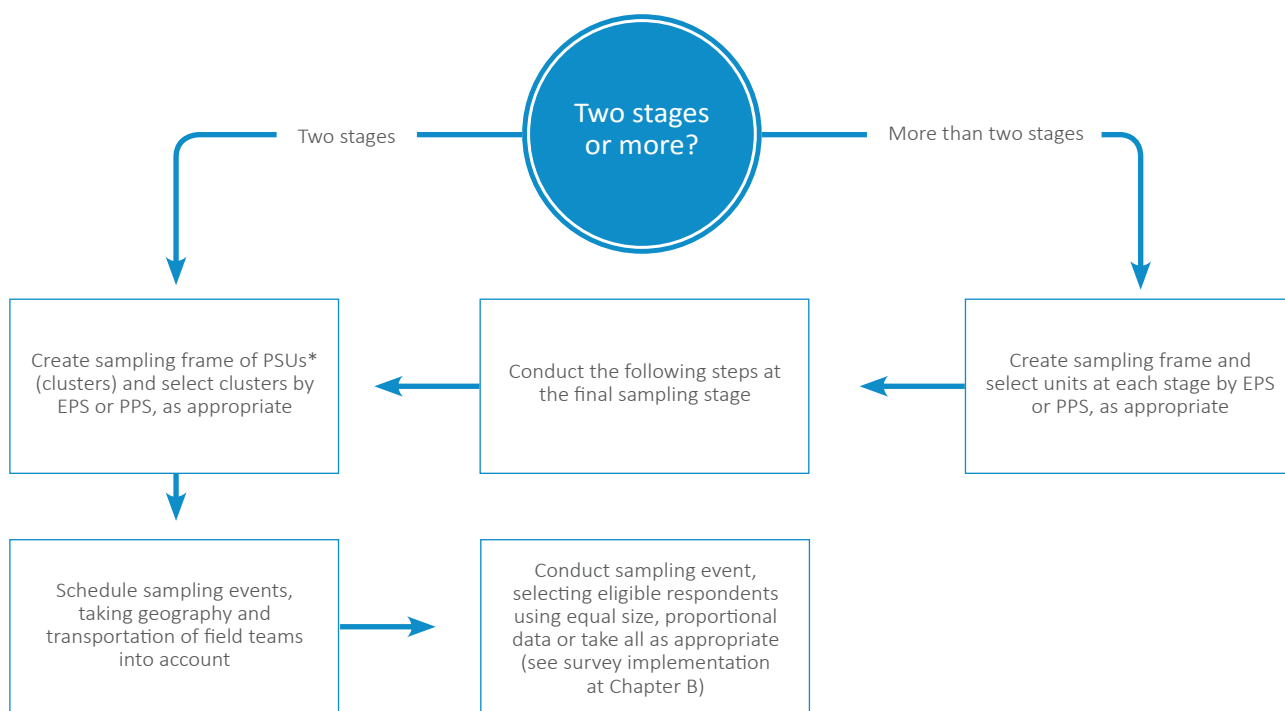 Two stages
or more?
Two stages
More than two stages
Create sampling frame of PSUs*
(clusters) and select clusters by
EPS or PPS, as appropriate
Conduct the following steps at
the final sampling stage
Create sampling frame and
select units at each stage by EPS
or PPS, as appropriate
Schedule sampling events,
taking geography and
transportation of field teams
into account
Conduct sampling event,
selecting eligible respondents
using equal size, proportional
data or take all as appropriate
(see survey implementation
at Chapter B)